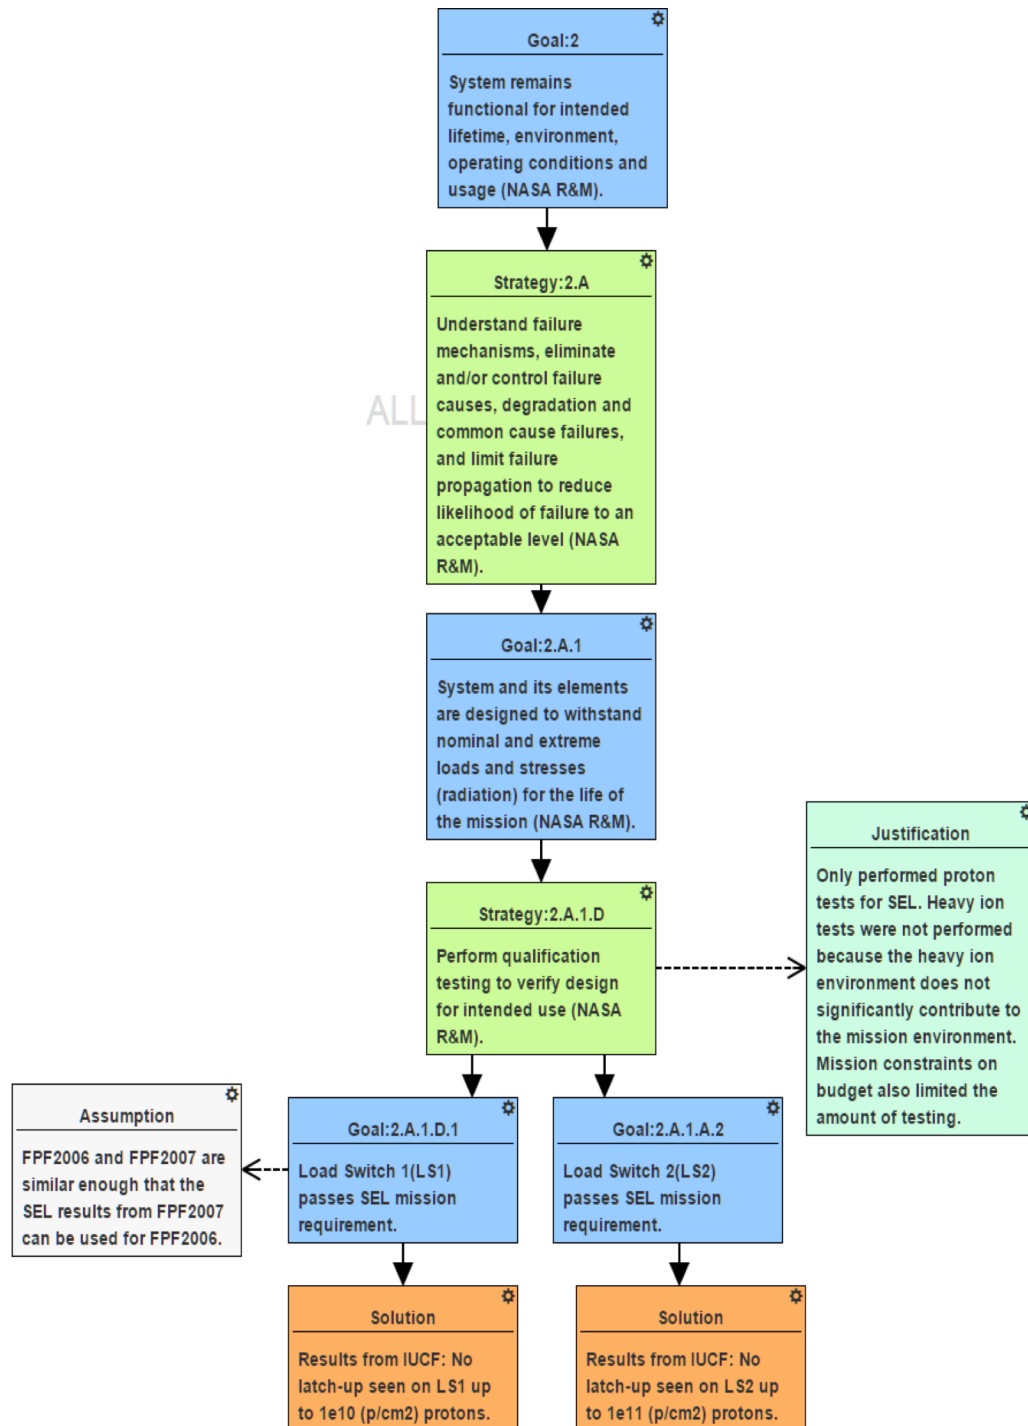 Goal:2
System remains
functional for intended
lifetime, environment,
operating conditions and
usage (NASA R&M).
Strategy:2.A
Understand failure
mechanisms, eliminate
and/or control failure
causes, degradation and
common cause failures,
and limit failure
propagation to reduce
likelihood of failure to an
acceptable level (NASA
R&M).
ALL
Goal:2.A.1
System and its elements
are designed to withstand
nominal and extreme
loads and stresses
(radiation) for the life of
the mission (NASA R&M).
Strategy:2.A.1.D
Perform qualification
testing to verify design
for intended use (NASA
R&M).
Justification
Only performed proton
tests for SEL. Heavy ion
tests were not performed
because the heavy ion
environment does not
significantly contribute to
the mission environment.
Mission constraints on
budget also limited the
amount of testing.
Assumption
FPF2006 and FPF2007 are
similar enough that the
SEL results from FPF2007
can be used for FPF2006.
Goal:2.A.1.D.1
Load Switch 1(LS1)
passes SEL mission
requirement.
Goal:2.A.1.A.2
Load Switch 2(LS2)
passes SEL mission
requirement.
Solution
Results from IUCF: No
latch-up seen on LS1 up
to 1e10 (p/cm2) protons.
Solution
Results from IUCF: No
latch-up seen on LS2 up
to 1e11 (p/cm2) protons.